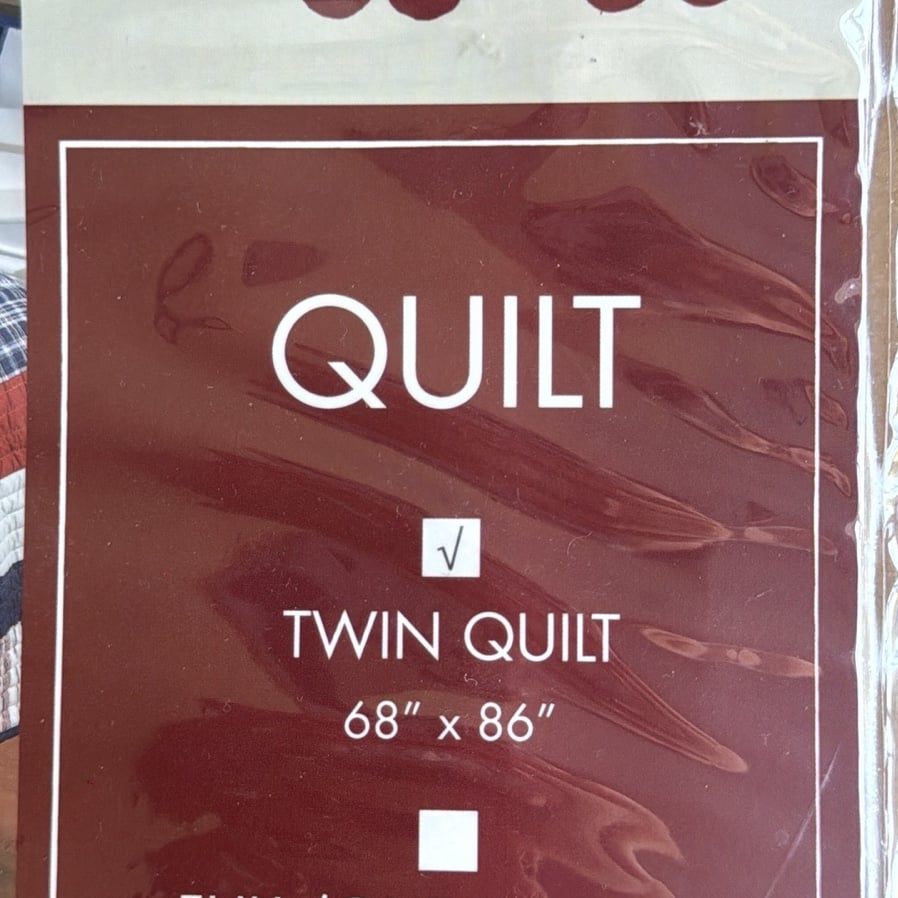 QUILT
√
TWIN QUILT
68" x 86"